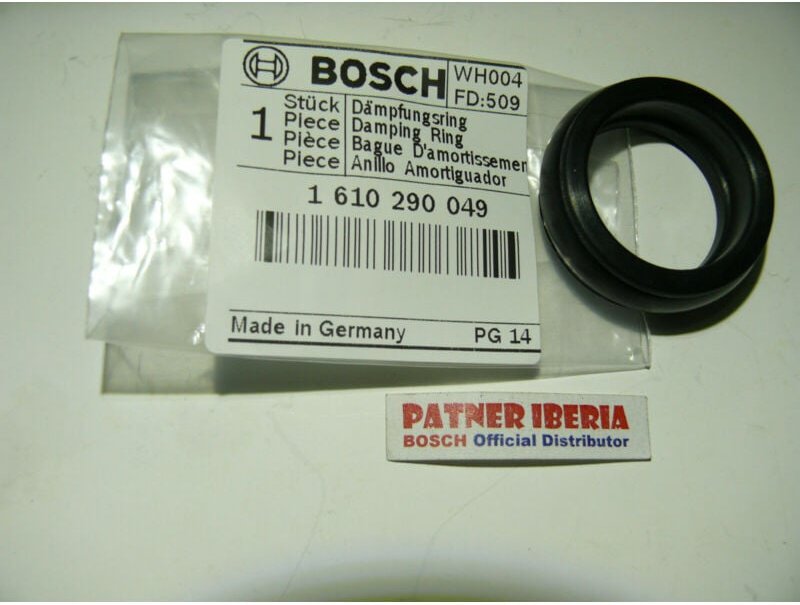 BOSCH
WH004
FD:509
1
Stück Dämpfungsring
Piece Damping Ring
Pièce Bague D'amortissemen
Piece Anillo Amortiguador
1 610 290 049
Made in Germany PG 14
PATNER IBERIA
BOSCH Official Distributor